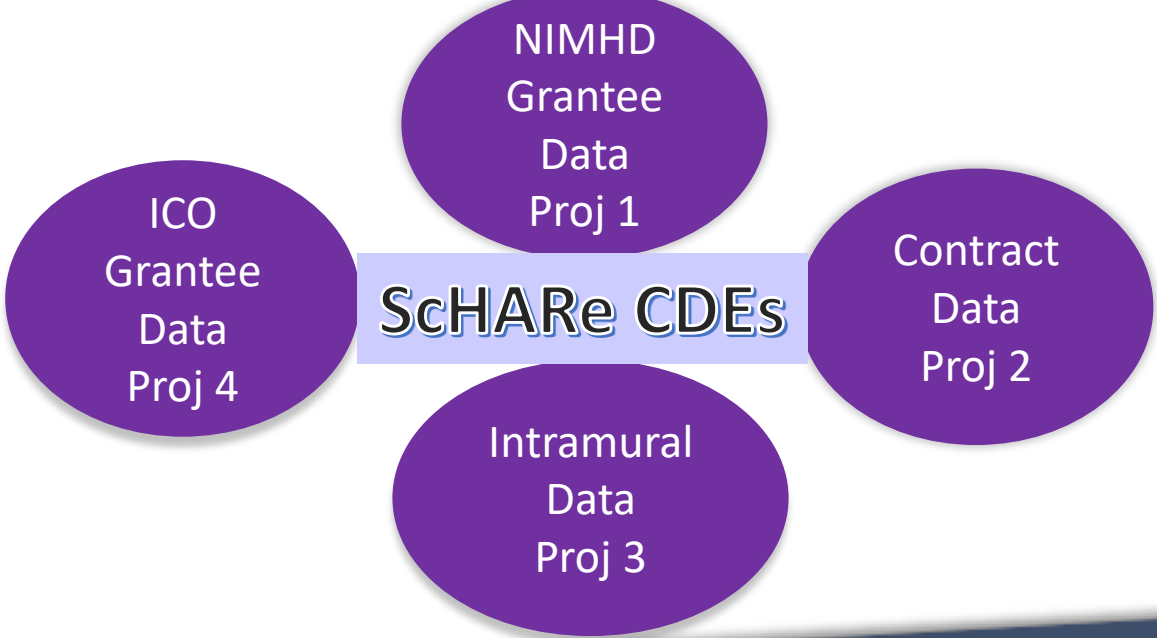 NIMHD
Grantee
Data
Proj 1
ICO
Grantee
Data
Proj 4
ScHARe CDEs
Contract
Data
Proj 2
Intramural
Data
Proj 3